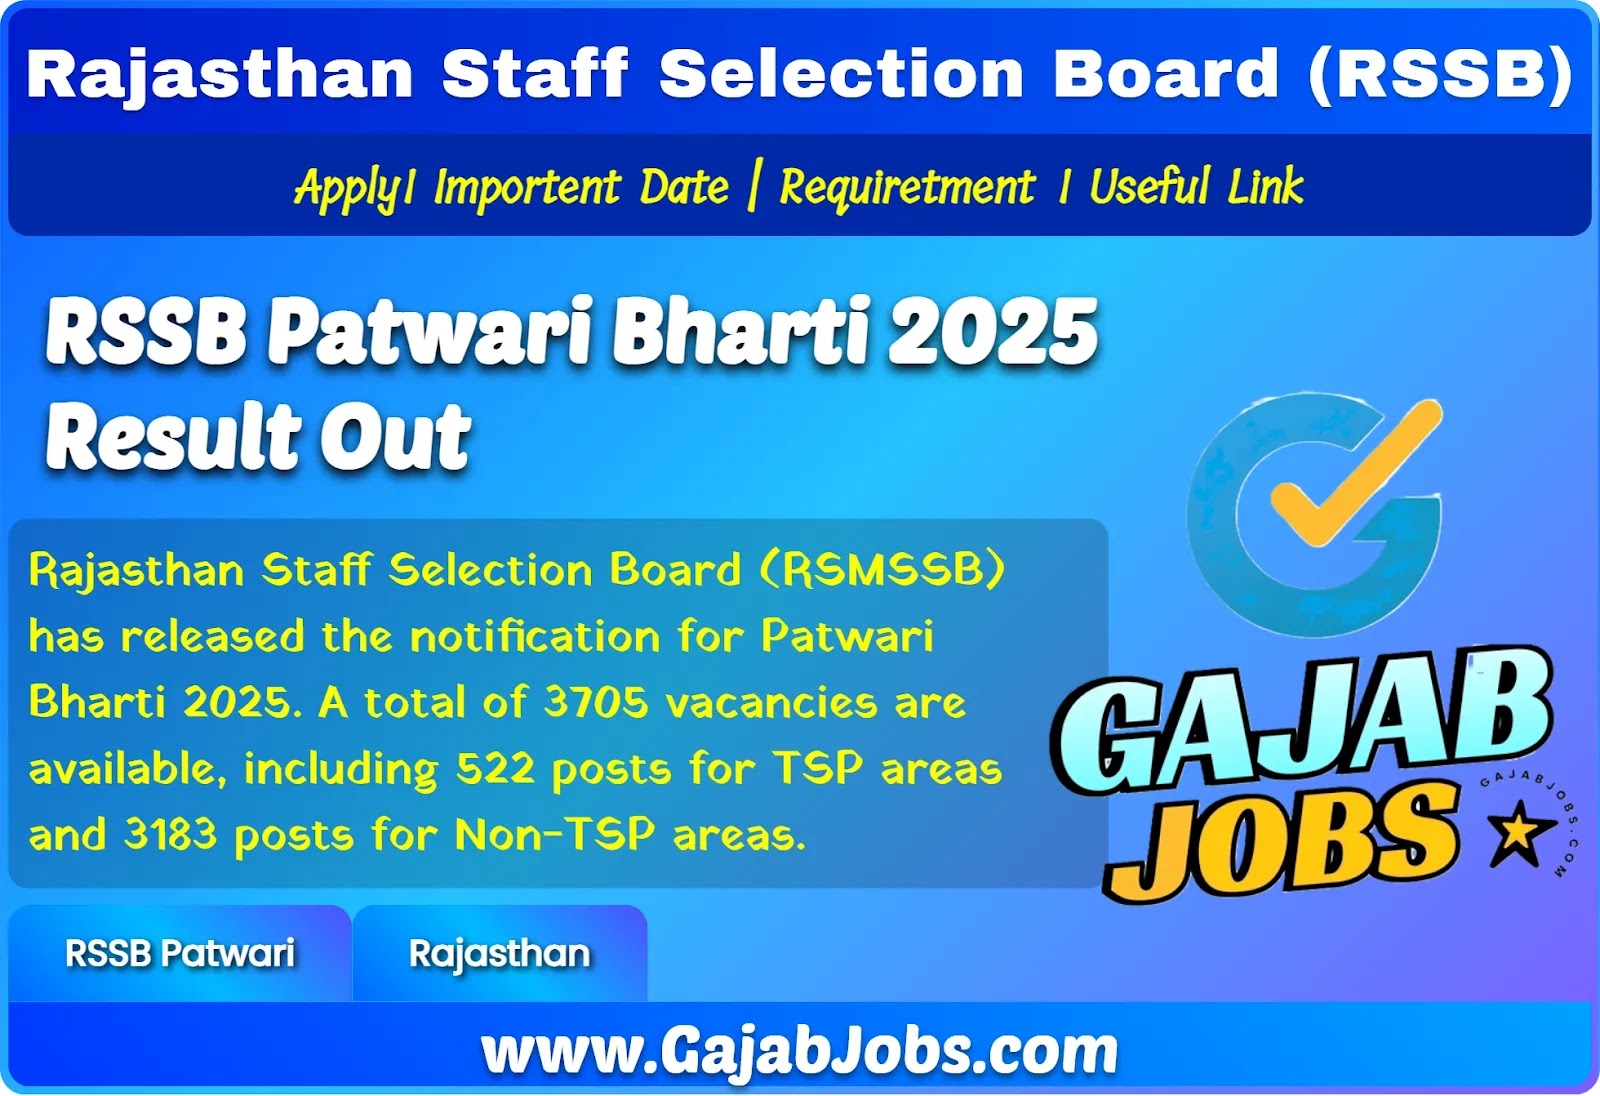 Rajasthan Staff Selection Board (RSSB)
Apply| Importent Date | Requiretment | Useful Link
RSSB Patwari Bharti 2025
Result Out
Rajasthan Staff Selection Board (RSMSSB)
has released the notification for Patwari
Bharti 2025. A total of 3705 vacancies are
available, including 522 posts for TSP areas
and 3183 posts for Non-TSP areas.
GAJAB
JOBS
GAJABJOBS.COM
RSSB Patwari
Rajasthan
www.GajabJobs.com